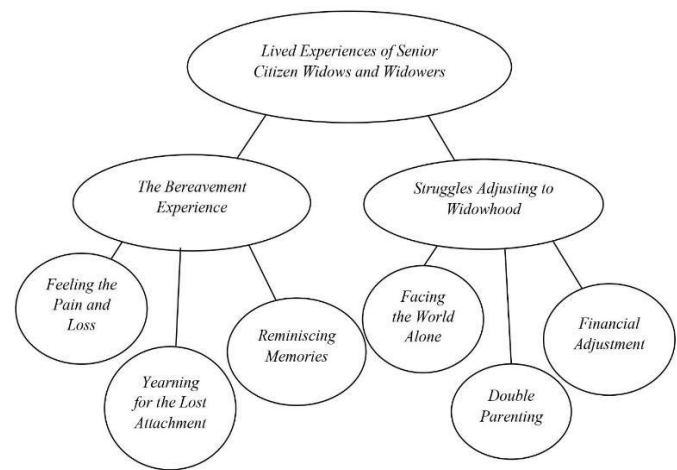 Lived Experiences of Senior
Citizen Widows and Widowers
The Bereavement
Experience
Struggles Adjusting to
Widowhood
Feeling the
Pain and
Loss
Yearning
for the Lost
Attachment
Reminiscing
Memories
Facing
the World
Alone
Double
Parenting
Financial
Adjustment